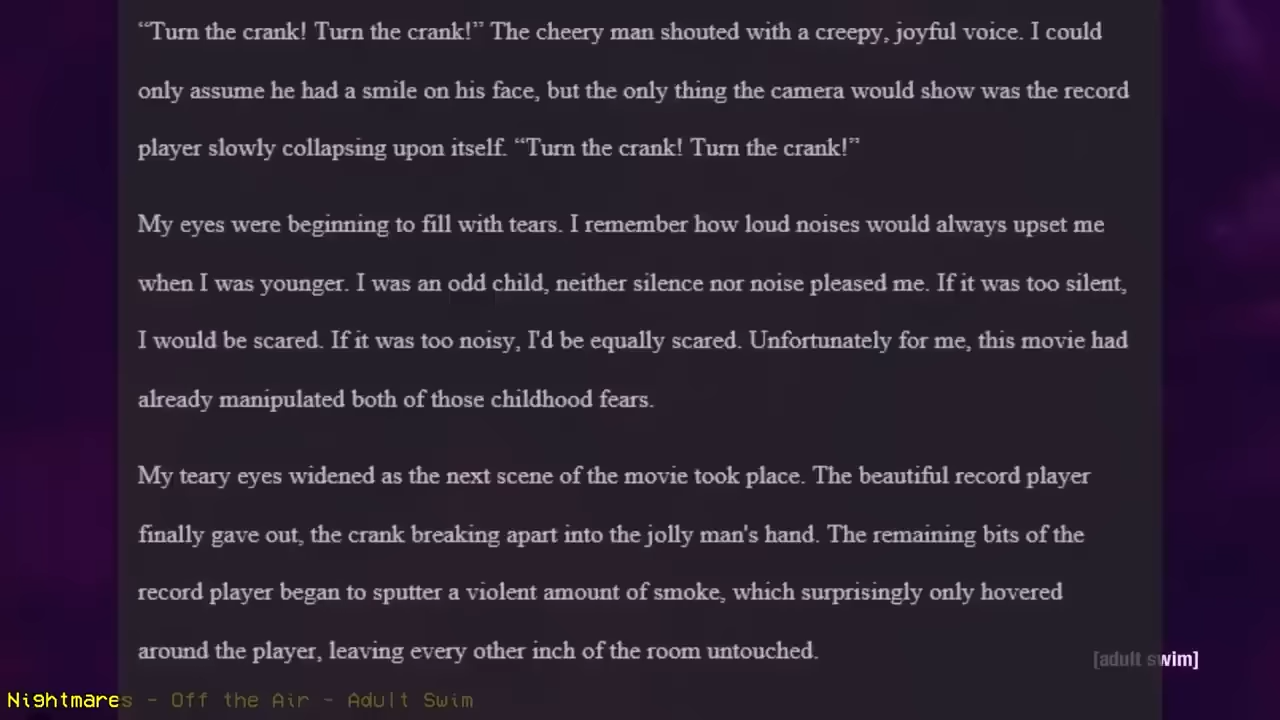 “Turn the crank! Turn the crank!” The cheery man shouted with a creepy, joyful voice. I could
only assume he had a smile on his face, but the only thing the camera would show was the record
player slowly collapsing upon itself. “Turn the crank! Turn the crank!”
My eyes were beginning to fill with tears. I remember how loud noises would always upset me
when I was younger. I was an odd child, neither silence nor noise pleased me. If it was too silent,
I would be scared. If it was too noisy, I'd be equally scared. Unfortunately for me, this movie had
already manipulated both of those childhood fears.
My teary eyes widened as the next scene of the movie took place. The beautiful record player
finally gave out, the crank breaking apart into the jolly man's hand. The remaining bits of the
record player began to sputter a violent amount of smoke, which surprisingly only hovered
around the player, leaving every other inch of the room untouched.
[adult swim]
Nightmares - Off the Air - Adult Swim